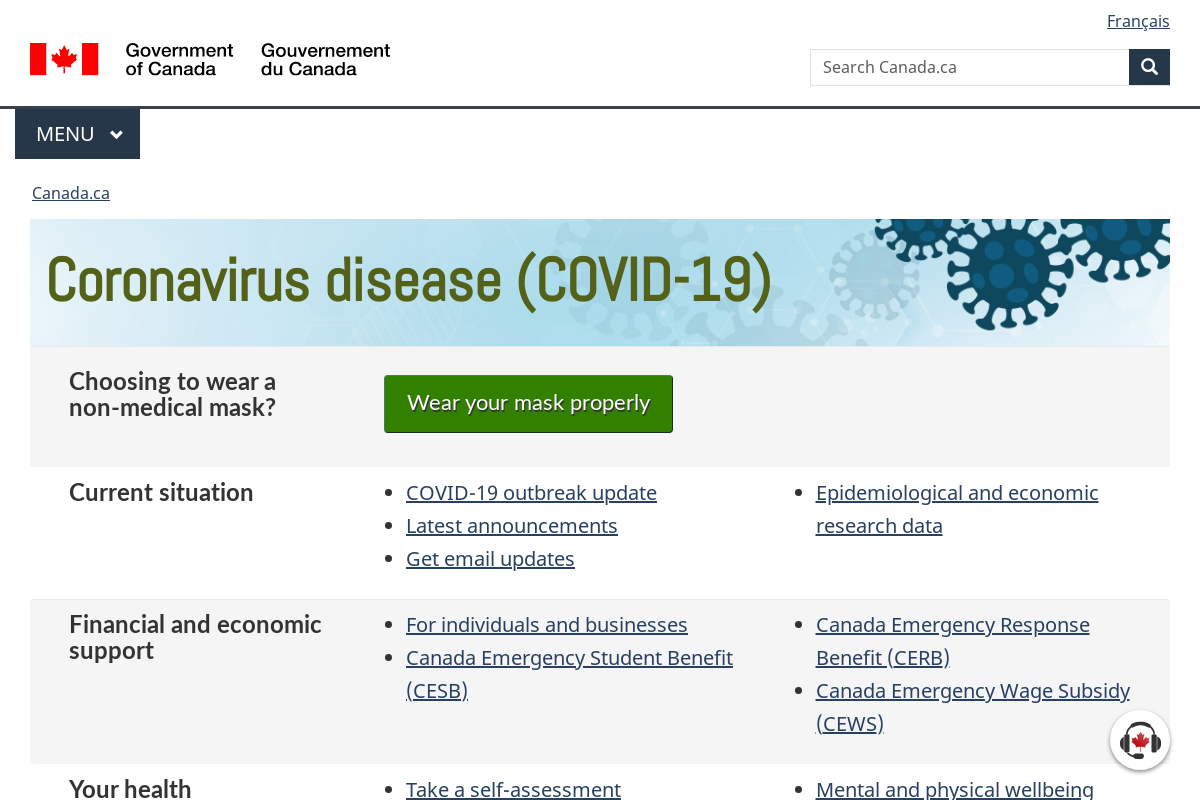 Français
Government
of Canada
Gouvernement
du Canada
Search Canada.ca
MENU
Canada.ca
Coronavirus disease (COVID-19)
Choosing to wear a
non-medical mask?
Wear your mask properly
Current situation
COVID-19 outbreak update
Latest announcements
Get email updates
Epidemiological and economic
research data
Financial and economic
support
For individuals and businesses
Canada Emergency Student Benefit
(CESB)
Canada Emergency Response
Benefit (CERB)
Canada Emergency Wage Subsidy
(CEWS)
Your health
Take a self-assessment
Mental and physical wellbeing